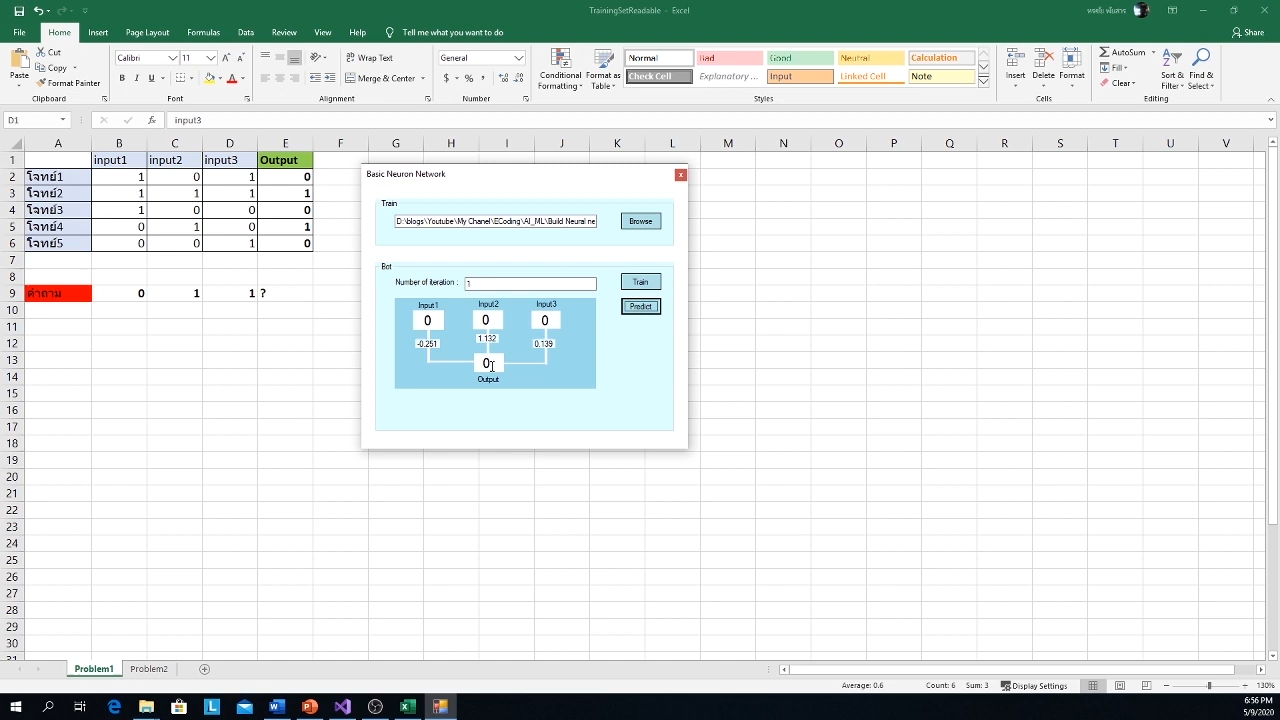 TrainingSetReadable - Excel
File Home Insert Page Layout Formulas Data Review View Help Tell me what you want to do Share
Paste Cut Copy Format Painter Clipboard
Calibri 11 B I U Font
Wrap Text Merge & Center Alignment
General $ % , Number
Conditional Formatting Format as Table
Normal Bad Good Neutral Calculation
Check Cell Explanatory ... Input Linked Cell Note
Styles
Insert Delete Format Cells
AutoSum Fill Clear Sort & Filter Find & Select Editing
D1 fx input3
A B C D E F G H I J K L M N O P Q R S T U V
1 input1 input2 input3 Output
2 โจทย์1 1 0 1 0
3 โจทย์2 1 1 1 1
4 โจทย์3 1 0 0 0
5 โจทย์4 0 1 0 1
6 โจทย์5 0 0 1 0
7
8
9 คำถาม 0 1 1 ?
10
11
12
13
14
15
16
17
18
19
20
21
22
23
24
25
26
27
28
29
30
31
Basic Neuron Network x
Train
D:\blogs\Youtube\My Chanel\ECoding\AI_ML\Build Neural ne Browse
Bot
Number of iteration : 1 Train
Predict
Input1 Input2 Input3
0 0 0
-0.251 1.132 0.139
0
Output
Problem1 Problem2
Average: 0.6 Count: 6 Sum: 3 Display Settings 130%
6:56 PM
5/9/2020